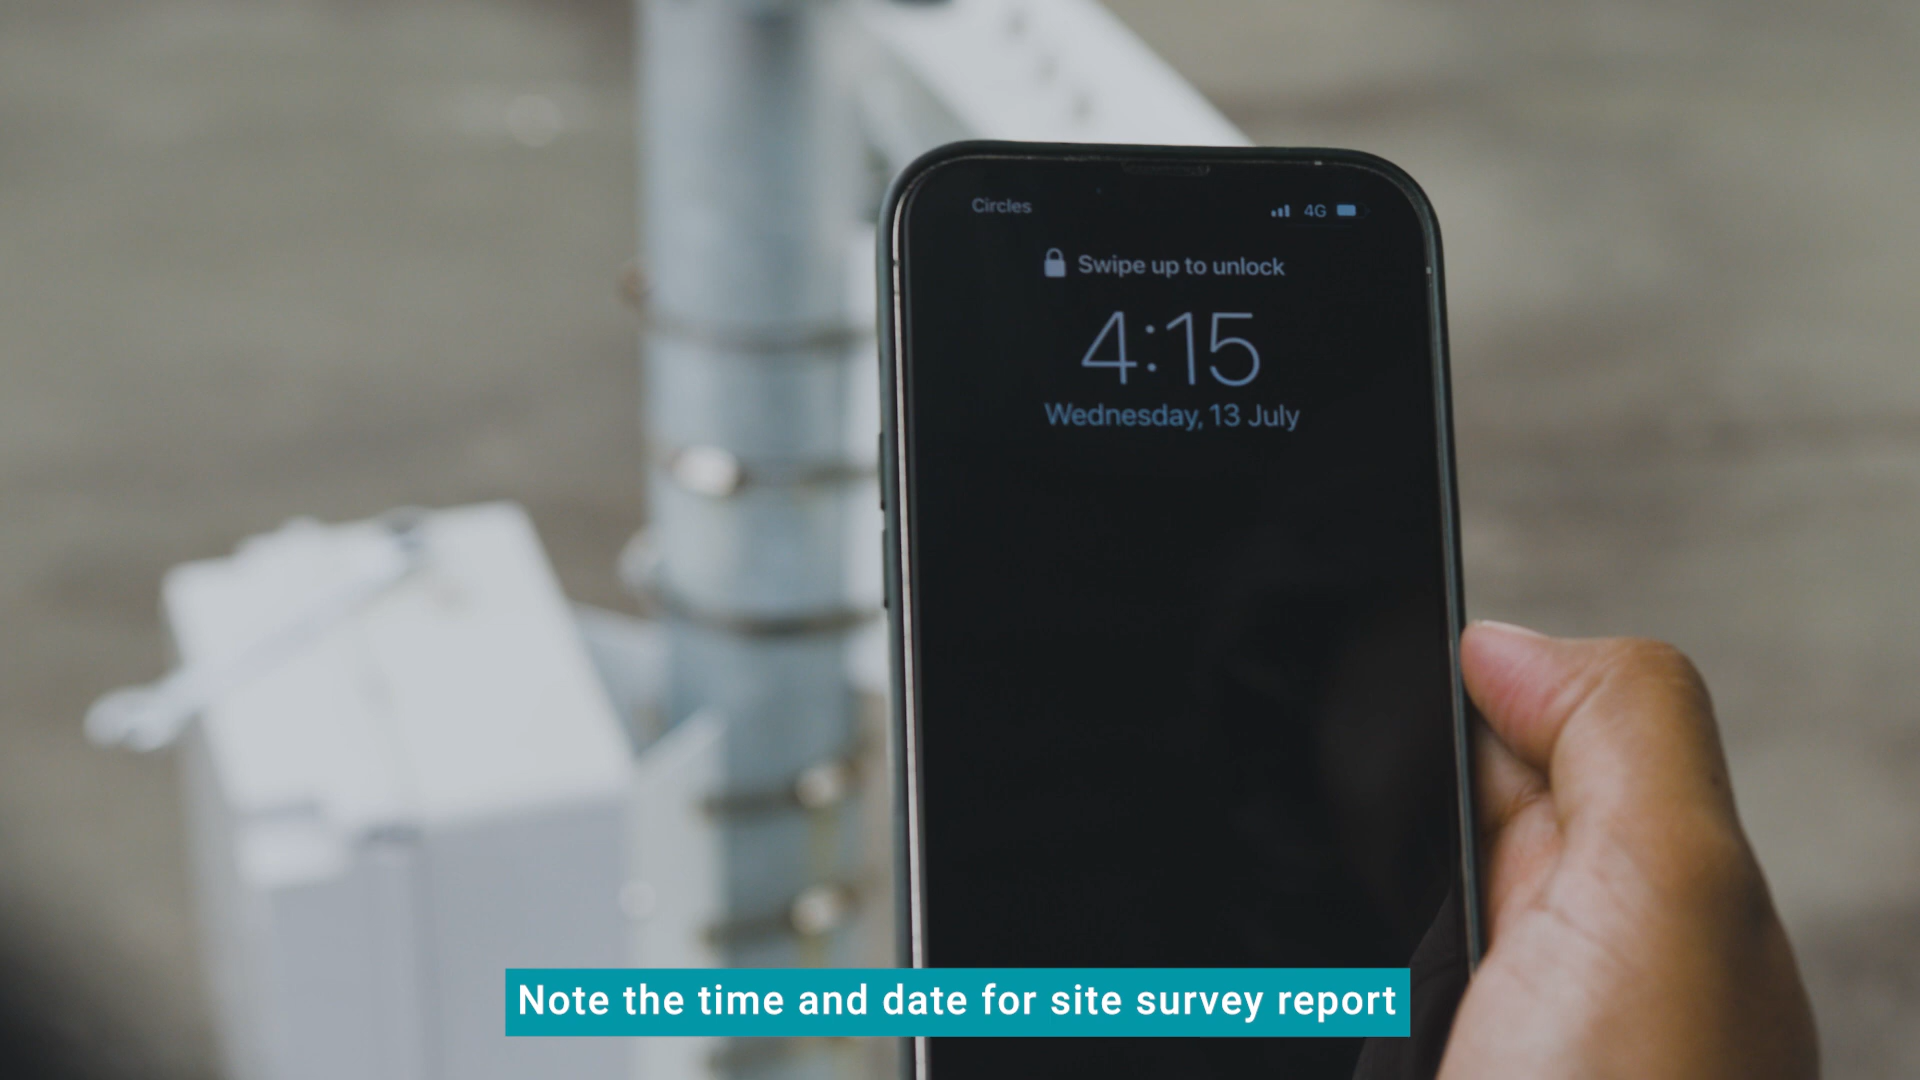 Circles
4G
Swipe up to unlock
4:15
Wednesday, 13 July
Note the time and date for site survey report